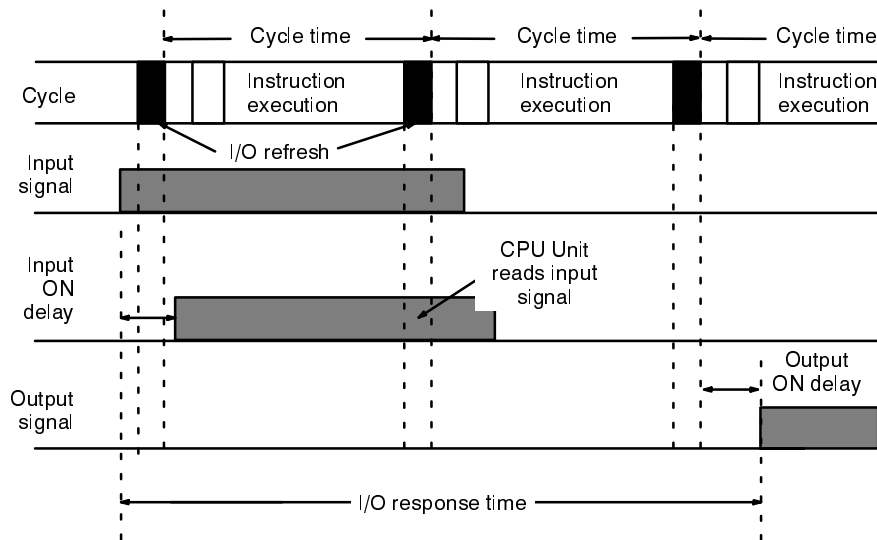 Cycle time
Cycle time
Cycle time
Cycle
Instruction
execution
Instruction
execution
Instruction
execution
I/O refresh
Input
signal
Input
ON
delay
CPU Unit
reads input
signal
Output
ON delay
Output
signal
I/O response time